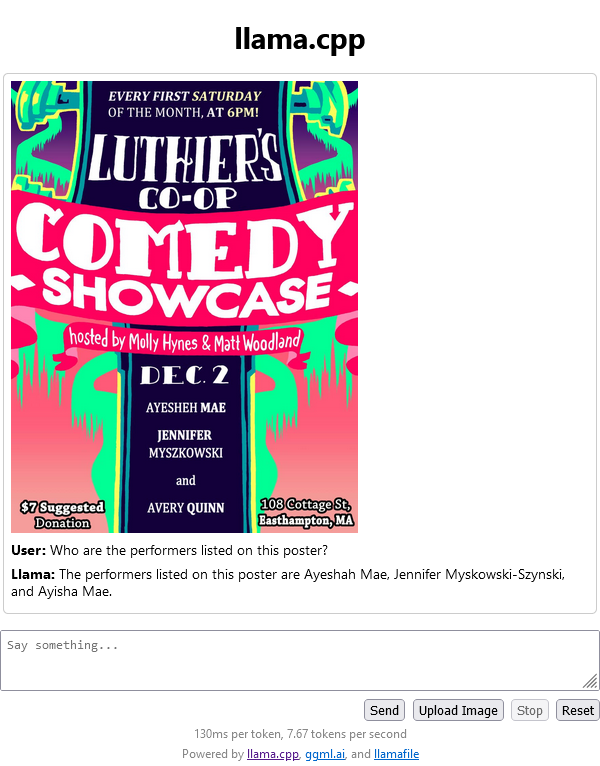 llama.cpp
EVERY FIRST SATURDAY
OF THE MONTH, AT 6PM!
LUTHIER'S
CO-OP
COMEDY
SHOWCASE
hosted by Molly Hynes & Matt Woodland
DEC. 2
AYESHEH MAE
JENNIFER
MYSZKOWSKI
and
AVERY QUINN
$7 Suggested
Donation
108 Cottage St,
Easthampton, MA
User: Who are the performers listed on this poster?
Llama: The performers listed on this poster are Ayeshah Mae, Jennifer Myskowski-Szynski,
and Ayisha Mae.
Say something...
Send Upload Image Stop Reset
130ms per token, 7.67 tokens per second
Powered by llama.cpp, ggml.ai, and llamafile